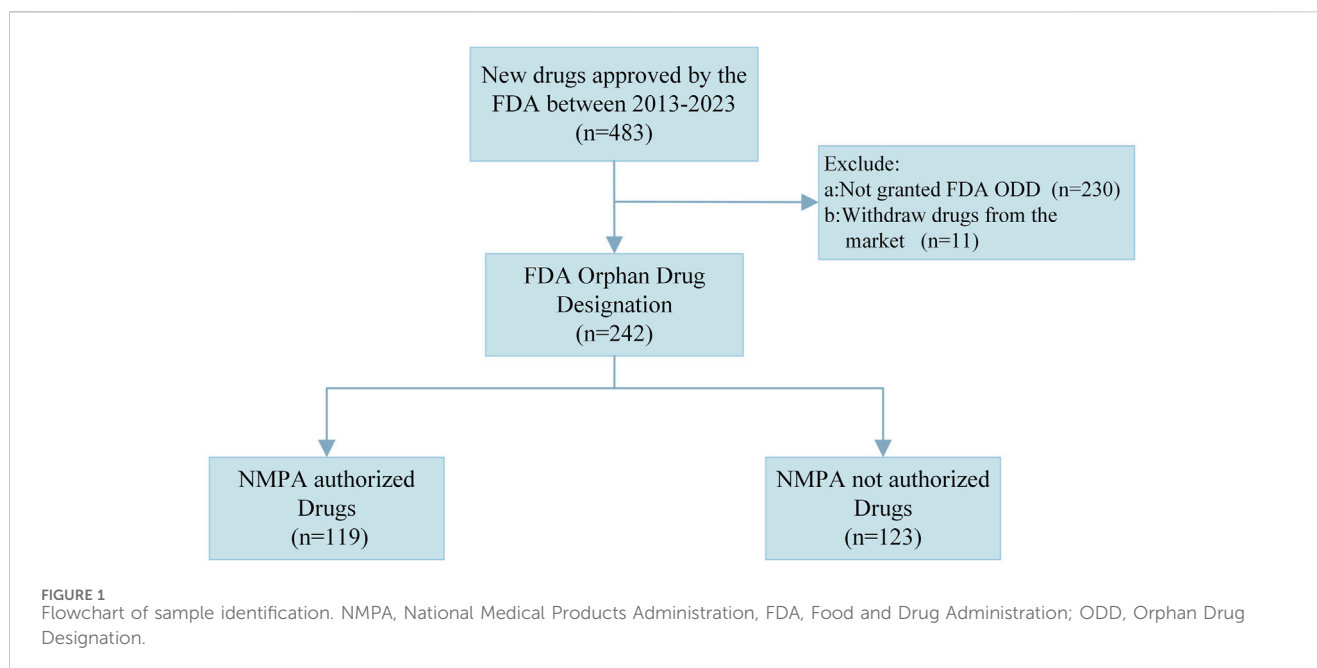 New drugs approved by the
FDA between 2013-2023
(n=483)
Exclude:
a:Not granted FDA ODD (n=230)
b:Withdraw drugs from the
market (n=11)
FDA Orphan Drug
Designation
(n=242)
NMPA authorized
Drugs
(n=119)
NMPA not authorized
Drugs
(n=123)
FIGURE 1
Flowchart of sample identification. NMPA, National Medical Products Administration, FDA, Food and Drug Administration; ODD, Orphan Drug
Designation.